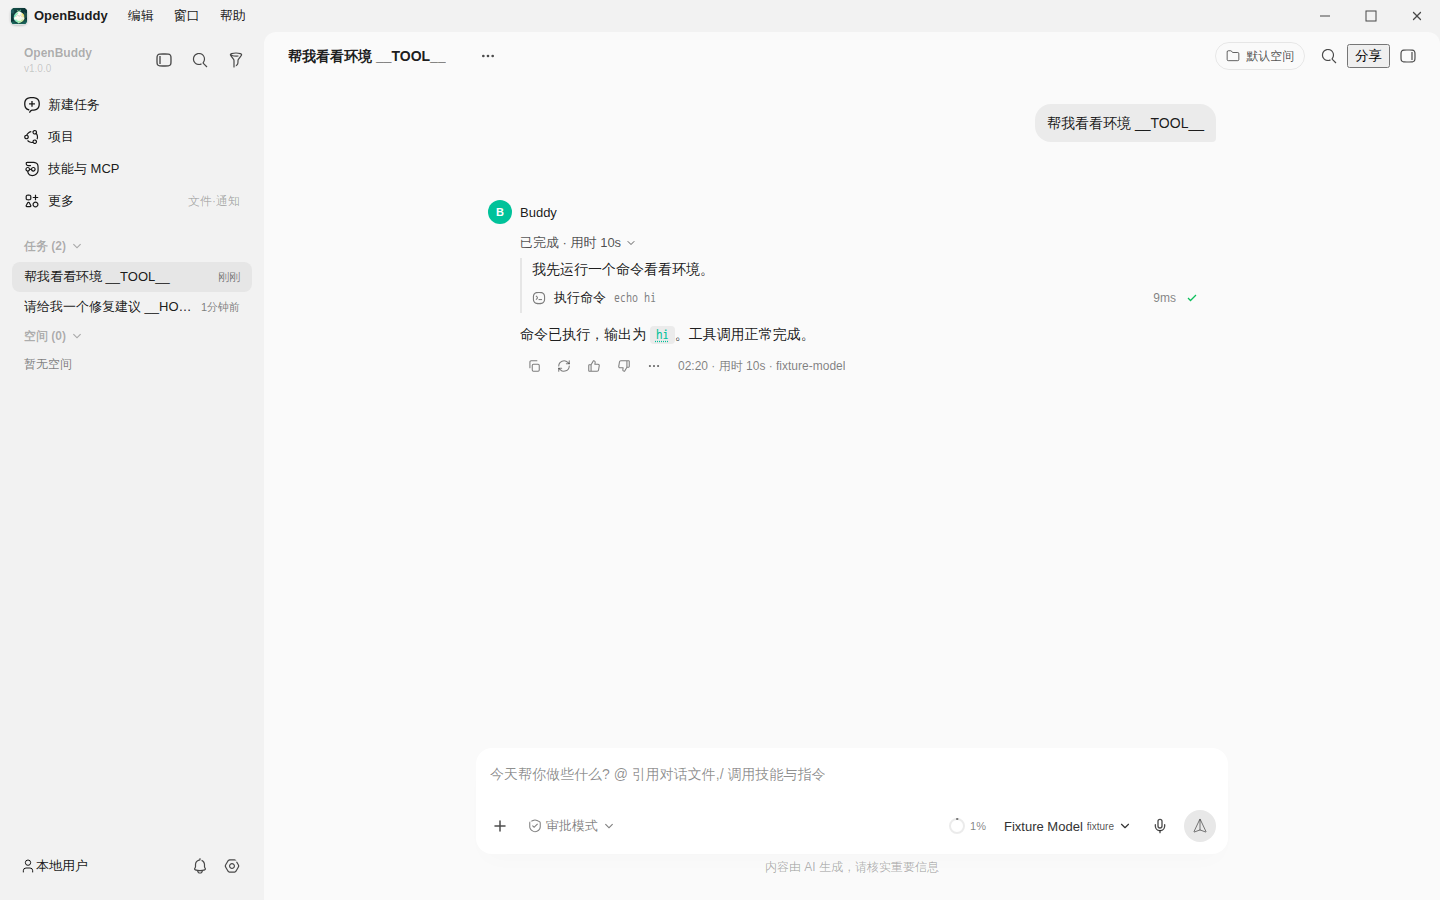 OpenBuddy 编辑 窗口 帮助
OpenBuddy
v1.0.0
新建任务
项目
技能与 MCP
更多 文件·通知
任务 (2)
帮我看看环境 __TOOL__ 刚刚
请给我一个修复建议 __HO... 1分钟前
空间 (0)
暂无空间
本地用户
帮我看看环境 __TOOL__
默认空间 分享
帮我看看环境 __TOOL__
B Buddy
已完成 · 用时 10s
我先运行一个命令看看环境。
执行命令 echo hi 9ms
命令已执行，输出为 hi。工具调用正常完成。
02:20 · 用时 10s · fixture-model
今天帮你做些什么? @ 引用对话文件,/ 调用技能与指令
审批模式 1% Fixture Model fixture
内容由 AI 生成，请核实重要信息